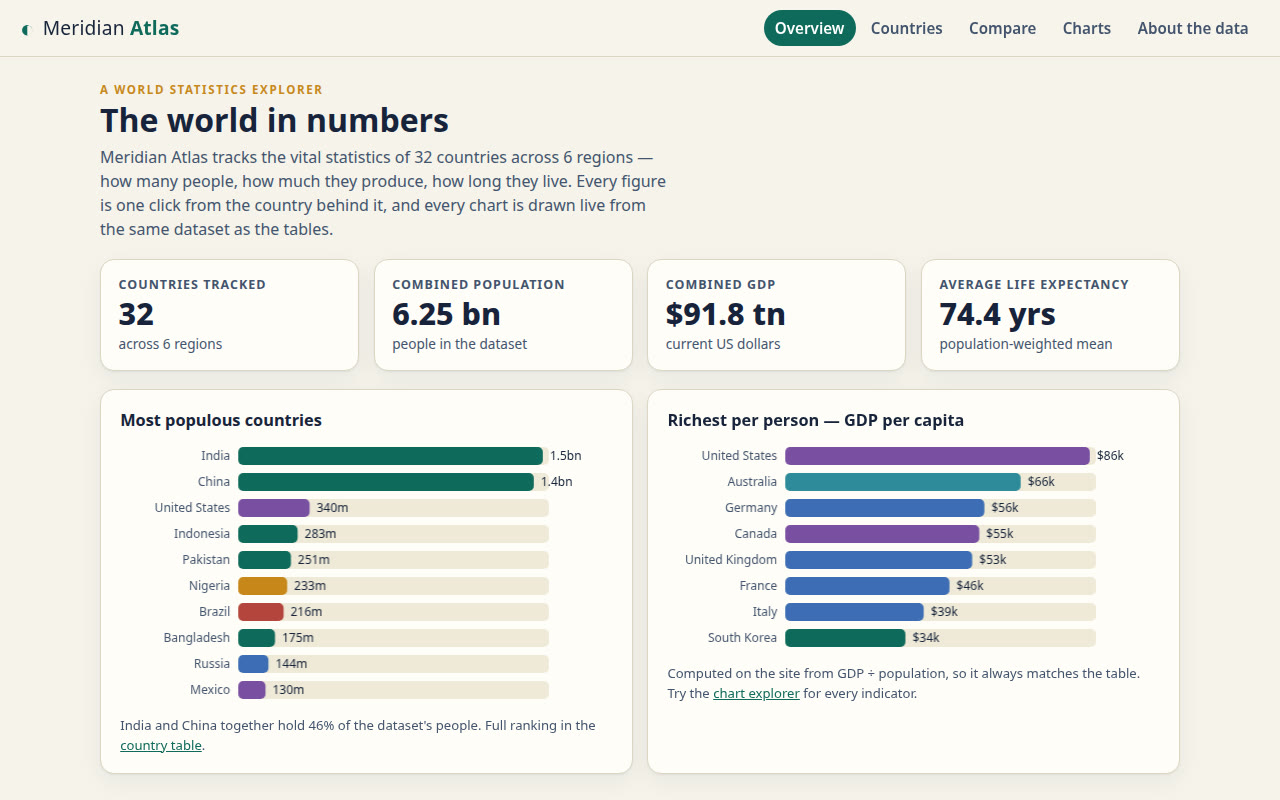 Meridian Atlas
Overview
Countries
Compare
Charts
About the data
A WORLD STATISTICS EXPLORER
The world in numbers
Meridian Atlas tracks the vital statistics of 32 countries across 6 regions —
how many people, how much they produce, how long they live. Every figure
is one click from the country behind it, and every chart is drawn live from
the same dataset as the tables.
COUNTRIES TRACKED
32
across 6 regions
COMBINED POPULATION
6.25 bn
people in the dataset
COMBINED GDP
$91.8 tn
current US dollars
AVERAGE LIFE EXPECTANCY
74.4 yrs
population-weighted mean
Most populous countries
India 1.5bn
China 1.4bn
United States 340m
Indonesia 283m
Pakistan 251m
Nigeria 233m
Brazil 216m
Bangladesh 175m
Russia 144m
Mexico 130m
India and China together hold 46% of the dataset's people. Full ranking in the
country table.
Richest per person — GDP per capita
United States $86k
Australia $66k
Germany $56k
Canada $55k
United Kingdom $53k
France $46k
Italy $39k
South Korea $34k
Computed on the site from GDP ÷ population, so it always matches the table.
Try the chart explorer for every indicator.